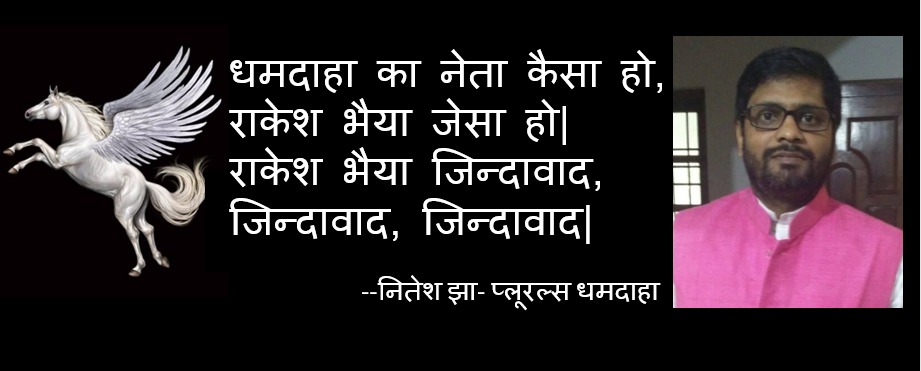 धमदाहा का नेता कैसा हो,
राकेश भैया जेसा हो|
राकेश भैया जिन्दावाद,
जिन्दावाद, जिन्दावाद|
--नितेश झा- प्लूरल्स धमदाहा